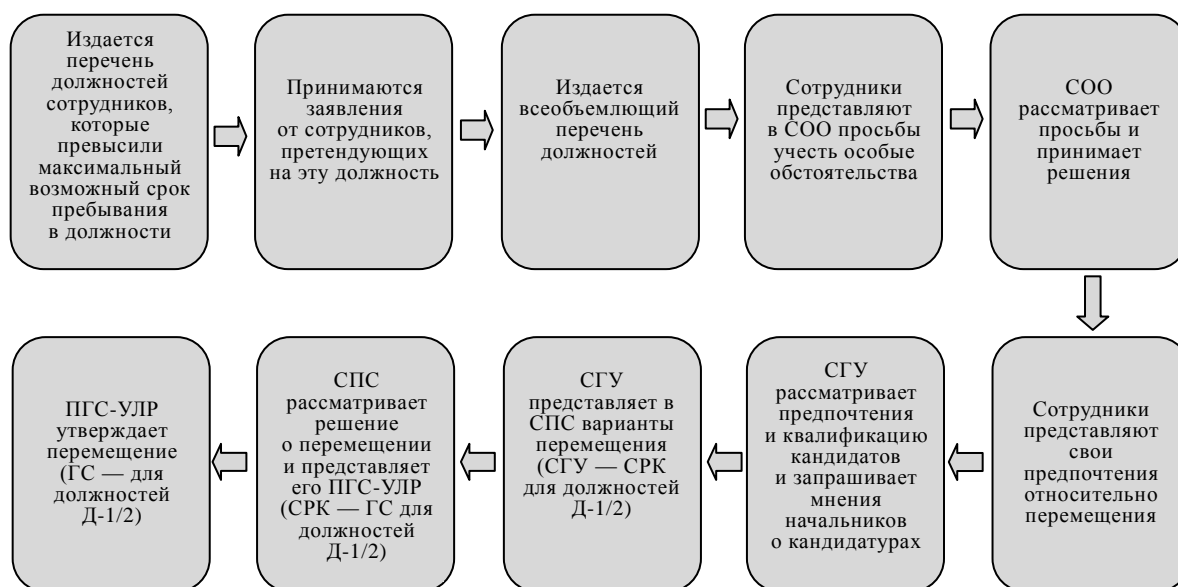 Издается
перечень
должностей
сотрудников,
которые
превысили
максимальный
возможный срок
пребывания
в должности
Принимаются
заявления
от сотрудников,
претендующих
на эту должность
Издается
всеобъемлющий
перечень
должностей
Сотрудники
представляют
в СОО просьбы
учесть особые
обстоятельства
СОО
рассматривает
просьбы и
принимает
решения
Сотрудники
представляют
свои
предпочтения
относительно
перемещения
СГУ
рассматривает
предпочтения
и квалификацию
кандидатов
и запрашивает
мнения
начальников
о кандидатурах
СГУ
представляет в
СПС варианты
перемещения
(СГУ — СРК
для должностей
Д-1/2)
СПС
рассматривает
решение
о перемещении
и представляет
его ПГС-УЛР
(СРК — ГС для
должностей
Д-1/2)
ПГС-УЛР
утверждает
перемещение
(ГС — для
должностей
Д-1/2)